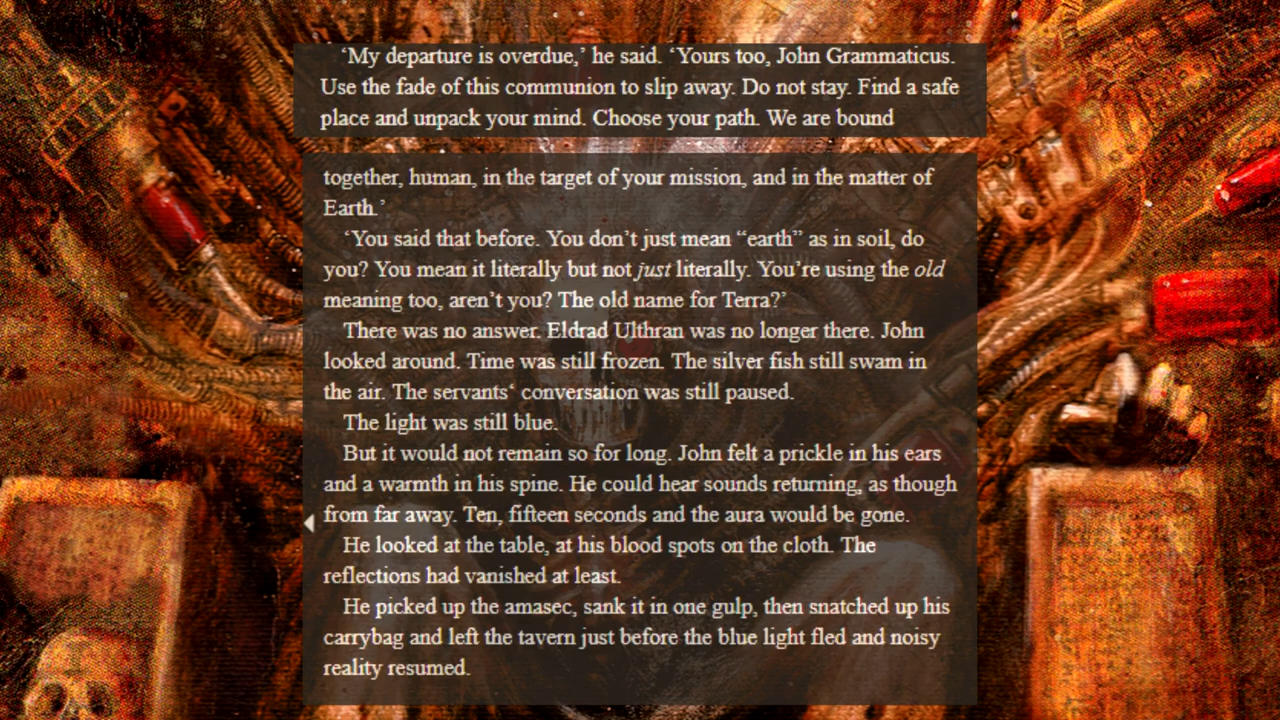 ‘My departure is overdue,’ he said. ‘Yours too, John Grammaticus.
Use the fade of this communion to slip away. Do not stay. Find a safe
place and unpack your mind. Choose your path. We are bound
together, human, in the target of your mission, and in the matter of
Earth.’
‘You said that before. You don’t just mean “earth” as in soil, do
you? You mean it literally but not just literally. You’re using the old
meaning too, aren’t you? The old name for Terra?’
There was no answer. Eldrad Ulthran was no longer there. John
looked around. Time was still frozen. The silver fish still swam in
the air. The servants‘ conversation was still paused.
The light was still blue.
But it would not remain so for long. John felt a prickle in his ears
and a warmth in his spine. He could hear sounds returning, as though
from far away. Ten, fifteen seconds and the aura would be gone.
He looked at the table, at his blood spots on the cloth. The
reflections had vanished at least.
He picked up the amasec, sank it in one gulp, then snatched up his
carrybag and left the tavern just before the blue light fled and noisy
reality resumed.